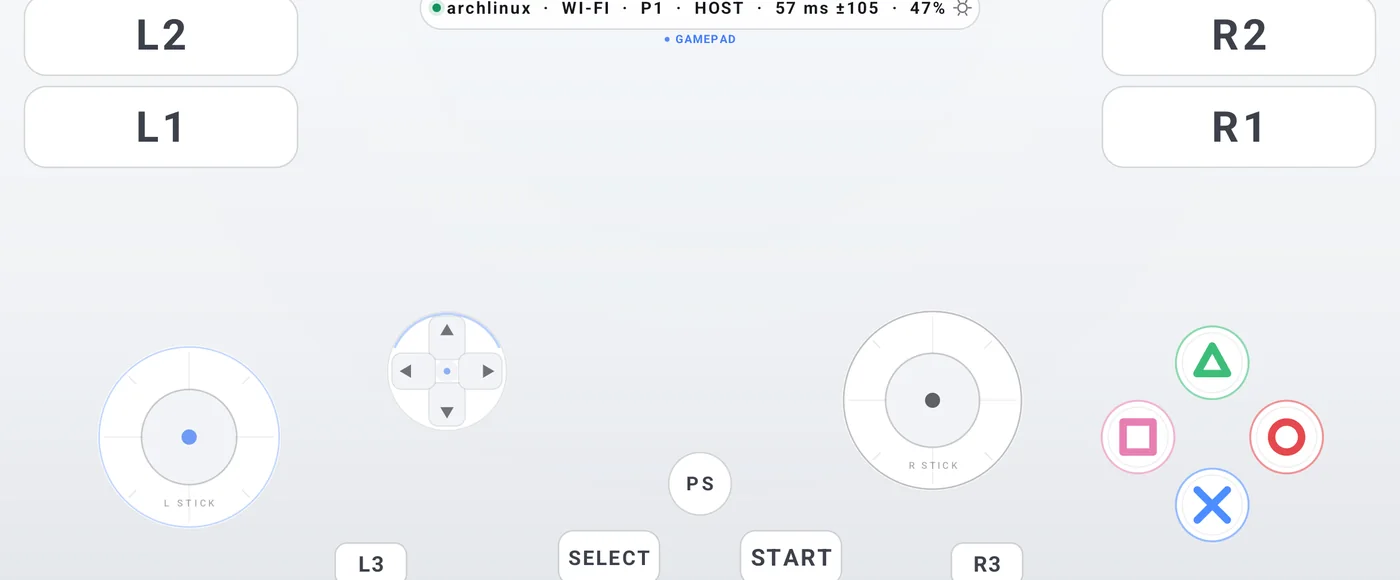 L2
archlinux · WI-FI · P1 · HOST · 57 ms ±105 · 47%
GAMEPAD
R2
L1
R1
L STICK
R STICK
PS
L3
SELECT
START
R3